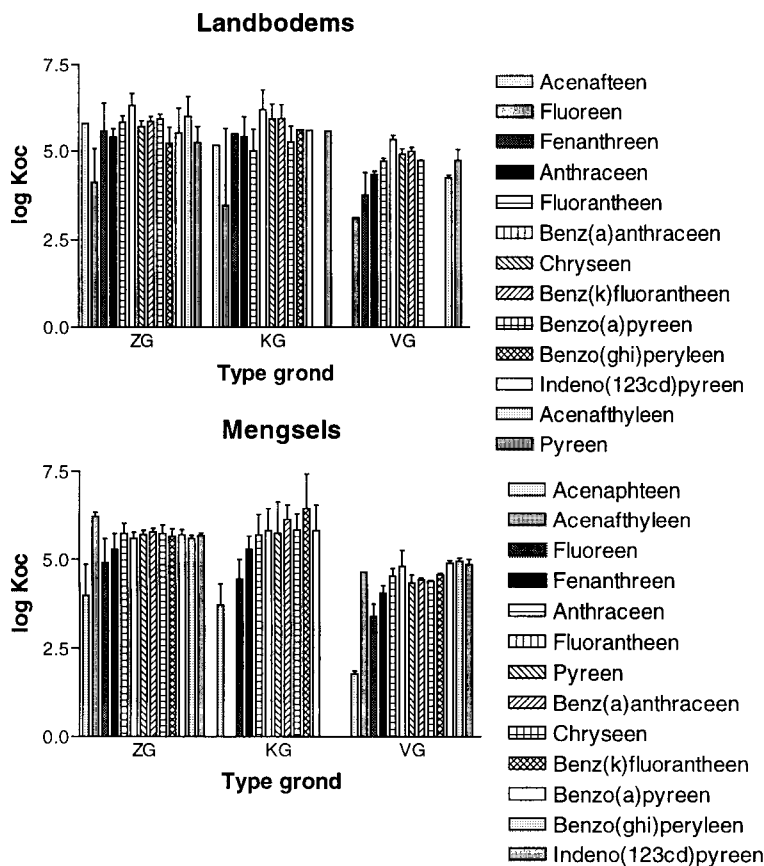 Landbodems
7.5
5.0
2.5
0.0
log Koc
ZG
KG
VG
Type grond
Acenafteen
Fluoreen
Fenanthreen
Anthraceen
Fluorantheen
Benz(a)anthraceen
Chryseen
Benz(k)fluorantheen
Benzo(a)pyreen
Benzo(ghi)peryleen
Indeno(123cd)pyreen
Acenafthyleen
Pyreen
Mengsels
7.5
5.0
2.5
0.0
log Koc
ZG
KG
VG
Type grond
Acenaphteen
Acenafthyleen
Fluoreen
Fenanthreen
Anthraceen
Fluorantheen
Pyreen
Benz(a)anthraceen
Chryseen
Benz(k)fluorantheen
Benzo(a)pyreen
Benzo(ghi)peryleen
Indeno(123cd)pyreen